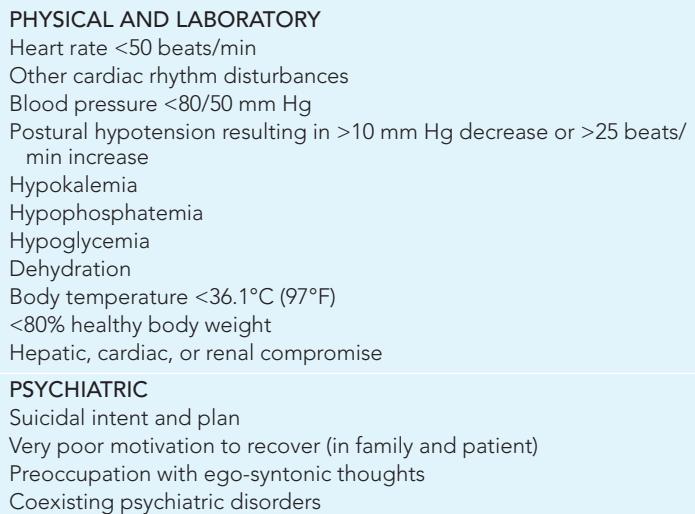 PHYSICAL AND LABORATORY
Heart rate <50 beats/min
Other cardiac rhythm disturbances
Blood pressure <80/50 mm Hg
Postural hypotension resulting in >10 mm Hg decrease or >25 beats/
min increase
Hypokalemia
Hypophosphatemia
Hypoglycemia
Dehydration
Body temperature <36.1°C (97°F)
<80% healthy body weight
Hepatic, cardiac, or renal compromise
PSYCHIATRIC
Suicidal intent and plan
Very poor motivation to recover (in family and patient)
Preoccupation with ego-syntonic thoughts
Coexisting psychiatric disorders